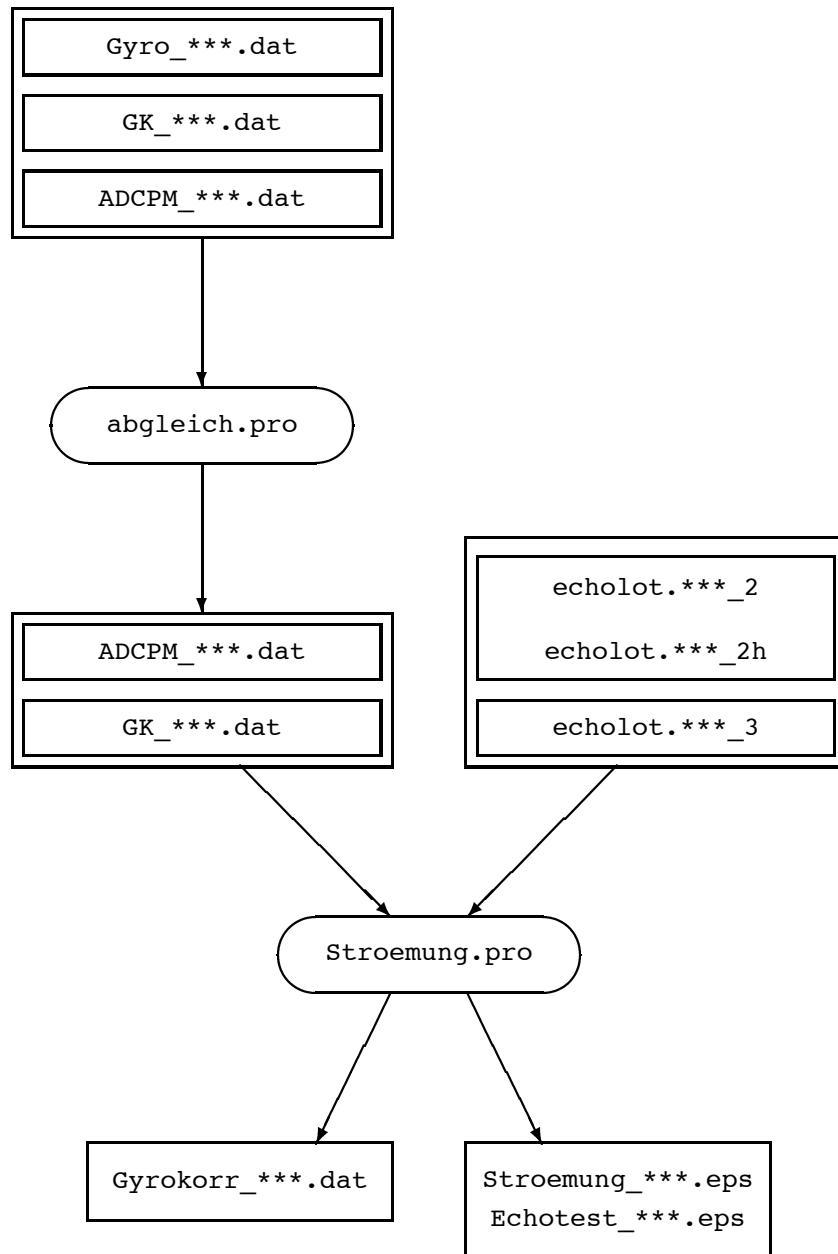 Gyro_***.dat
GK_***.dat
ADCPM_***.dat
abgleich.pro
ADCPM_***.dat
GK_***.dat
echolot.***_2
echolot.***_2h
echolot.***_3
Stroemung.pro
Gyrokorr_***.dat
Stroemung_***.eps
Echotest_***.eps